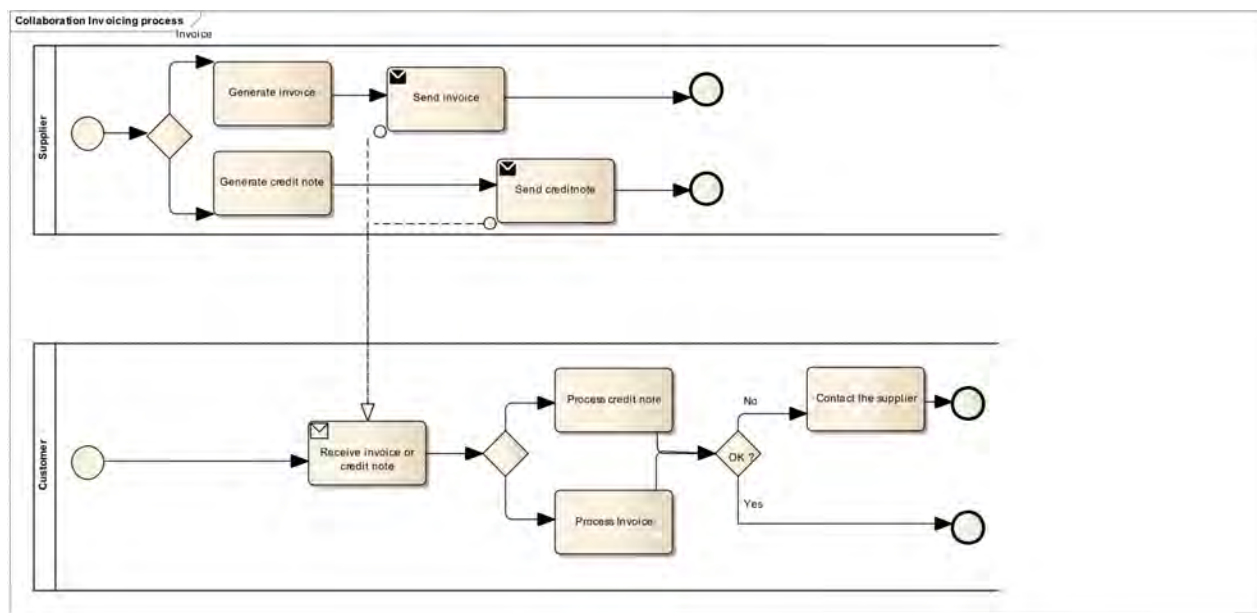 Collaboration Invoicing process
Invoice
Supplier
Generate invoice
Send invoice
Generate credit note
Send creditnote
Customer
Receive invoice or
credit note
Process credit note
Process Invoice
OK ?
No
Contact the supplier
Yes